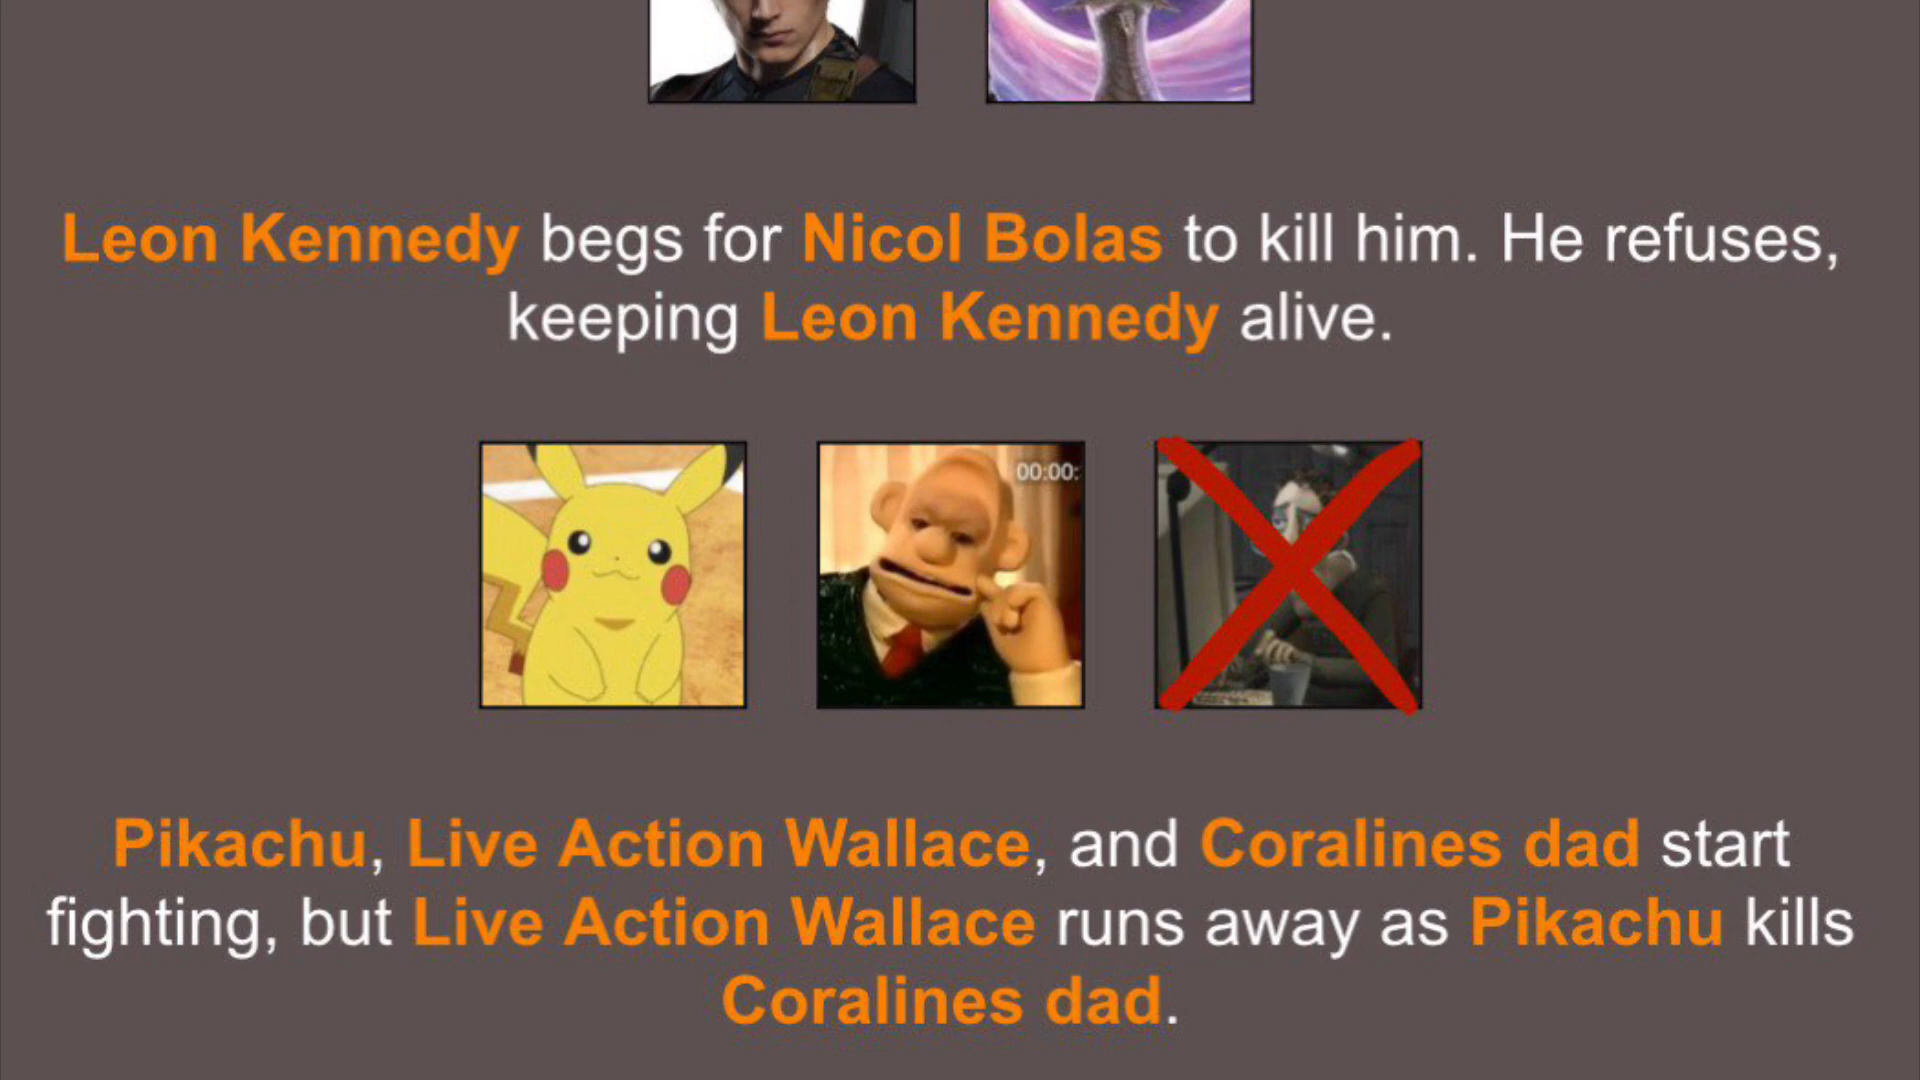 Leon Kennedy begs for Nicol Bolas to kill him. He refuses,
keeping Leon Kennedy alive.
00:00:
Pikachu, Live Action Wallace, and Coralines dad start
fighting, but Live Action Wallace runs away as Pikachu kills
Coralines dad.